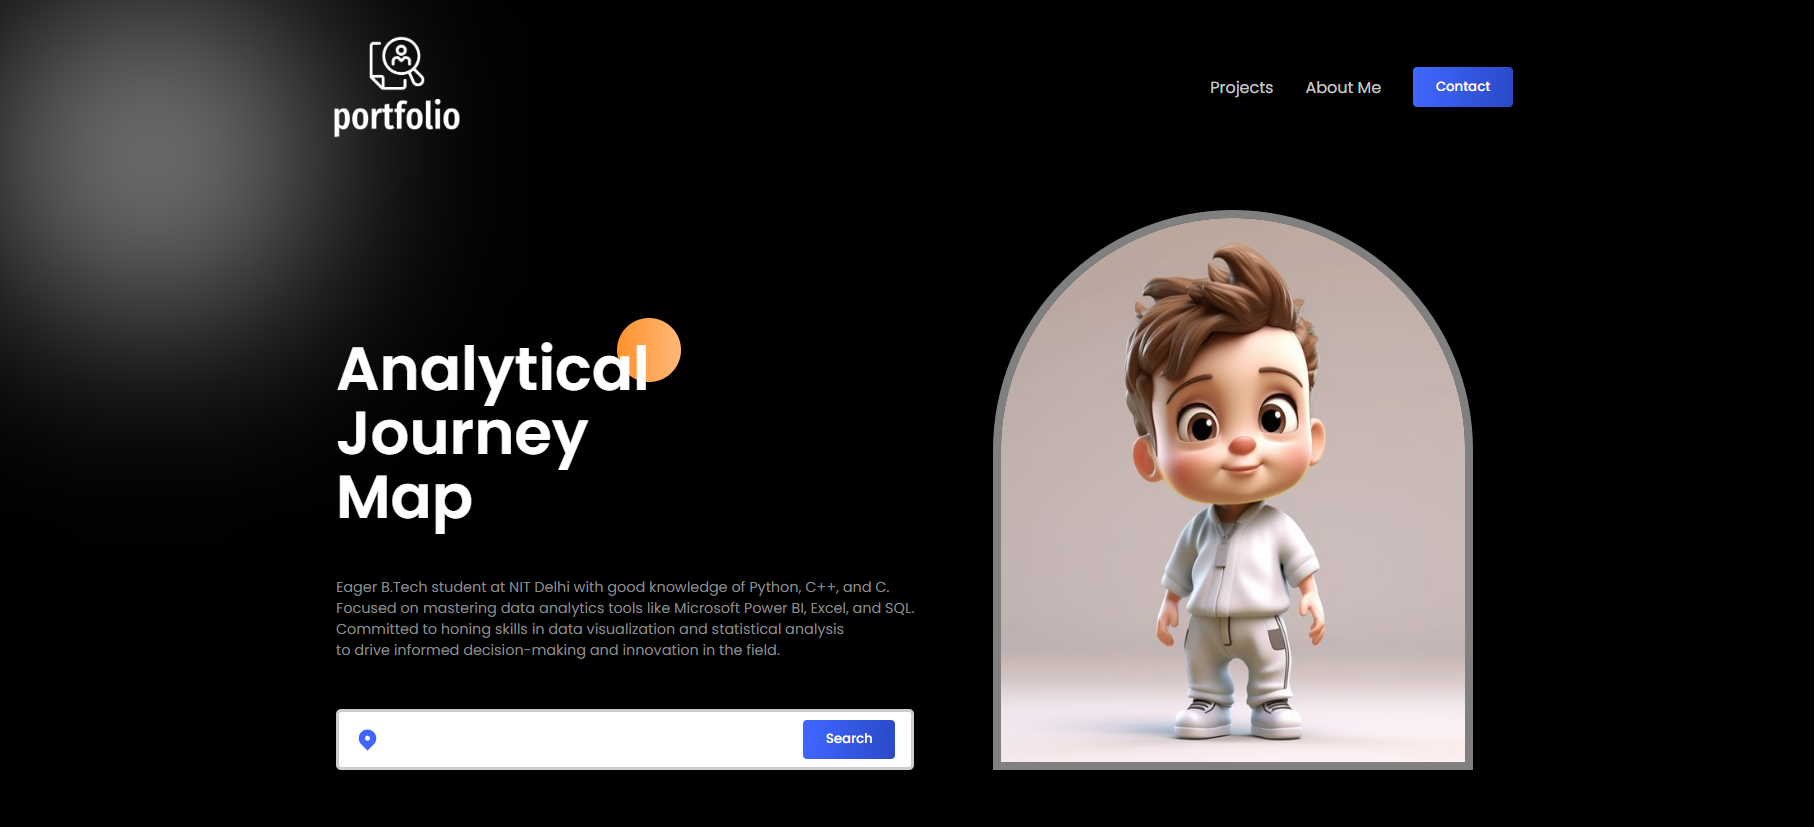 portfolio
Projects
About Me
Contact
Analytical
Journey
Map
Eager B.Tech student at NIT Delhi with good knowledge of Python, C++, and C.
Focused on mastering data analytics tools like Microsoft Power BI, Excel, and SQL.
Committed to honing skills in data visualization and statistical analysis
to drive informed decision-making and innovation in the field.
Search